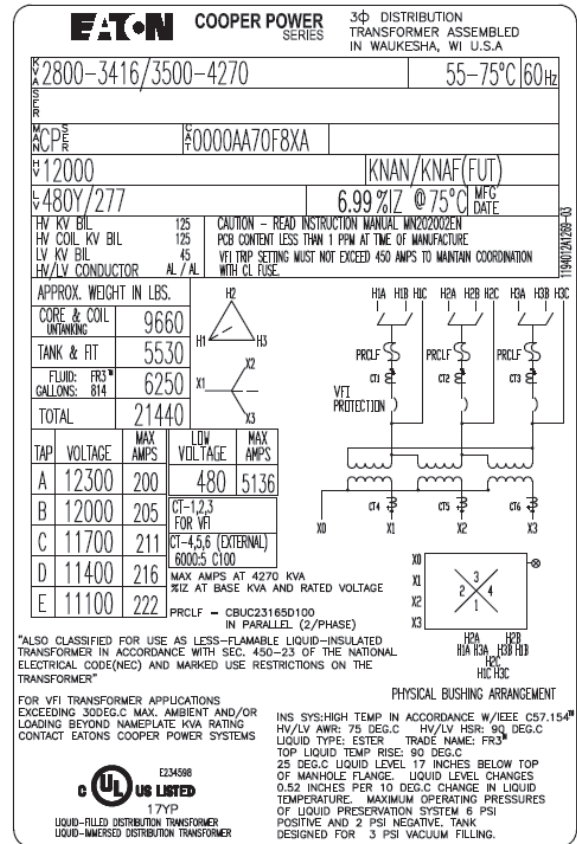 EATON COOPER POWER SERIES
3Φ DISTRIBUTION
TRANSFORMER ASSEMBLED
IN WAUKESHA, WI U.S.A
KVA 2800-3416/3500-4270 55-75°C 60Hz
SER
MAN CP SER CAT 0000AA70F8XA
HV 12000 KNAN/KNAF(FUT)
LV 480Y/277 6.99 %IZ @75°C MFG DATE
HV KV BIL 125
HV COIL KV BIL 125
LV KV BIL 45
HV/LV CONDUCTOR AL / AL
CAUTION - READ INSTRUCTION MANUAL MN202002EN
PCB CONTENT LESS THAN 1 PPM AT TIME OF MANUFACTURE
VFI TRIP SETTING MUST NOT EXCEED 450 AMPS TO MAINTAIN COORDINATION
WITH CL FUSE.
1194012A1269-03
APPROX. WEIGHT IN LBS.
CORE & COIL UNTANKING 9660
TANK & FIT 5530
FLUID: FR3™ GALLONS: 814 6250
TOTAL 21440
H2
H1 H3
X2
X1
X3
H1A H1B H1C H2A H2B H2C H3A H3B H3C
PRCLF PRCLF PRCLF
CT1 CT2 CT3
VFI
PROTECTION
CT4 CT5 CT6
X0 X1 X2 X3
TAP VOLTAGE MAX AMPS
A 12300 200
B 12000 205
C 11700 211
D 11400 216
E 11100 222
LOW VOLTAGE MAX AMPS
480 5136
CT-1,2,3
FOR VFI
CT-4,5,6 (EXTERNAL)
6000:5 C100
MAX AMPS AT 4270 KVA
%IZ AT BASE KVA AND RATED VOLTAGE
PRCLF - CBUC23165D100
IN PARALLEL (2/PHASE)
X0
X1
X2
X3
3
2 4
1
H2A H2B
H1A H3A H3B H1B
H2C
H1C H3C
PHYSICAL BUSHING ARRANGEMENT
"ALSO CLASSIFIED FOR USE AS LESS-FLAMABLE LIQUID-INSULATED
TRANSFORMER IN ACCORDANCE WITH SEC. 450-23 OF THE NATIONAL
ELECTRICAL CODE(NEC) AND MARKED USE RESTRICTIONS ON THE
TRANSFORMER"
FOR VFI TRANSFORMER APPLICATIONS
EXCEEDING 30DEG.C MAX. AMBIENT AND/OR
LOADING BEYOND NAMEPLATE KVA RATING
CONTACT EATONS COOPER POWER SYSTEMS
INS SYS:HIGH TEMP IN ACCORDANCE W/IEEE C57.154™
HV/LV AWR: 75 DEG.C HV/LV HSR: 90 DEG.C
LIQUID TYPE: ESTER TRADE NAME: FR3™
TOP LIQUID TEMP RISE: 90 DEG.C
25 DEG.C LIQUID LEVEL 17 INCHES BELOW TOP
OF MANHOLE FLANGE. LIQUID LEVEL CHANGES
0.52 INCHES PER 10 DEG.C CHANGE IN LIQUID
TEMPERATURE. MAXIMUM OPERATING PRESSURES
OF LIQUID PRESERVATION SYSTEM 6 PSI
POSITIVE AND 2 PSI NEGATIVE. TANK
DESIGNED FOR 3 PSI VACUUM FILLING.
E234598
C UL US LISTED
17YP
LIQUID-FILLED DISTRIBUTION TRANSFORMER
LIQUID-IMMERSED DISTRIBUTION TRANSFORMER